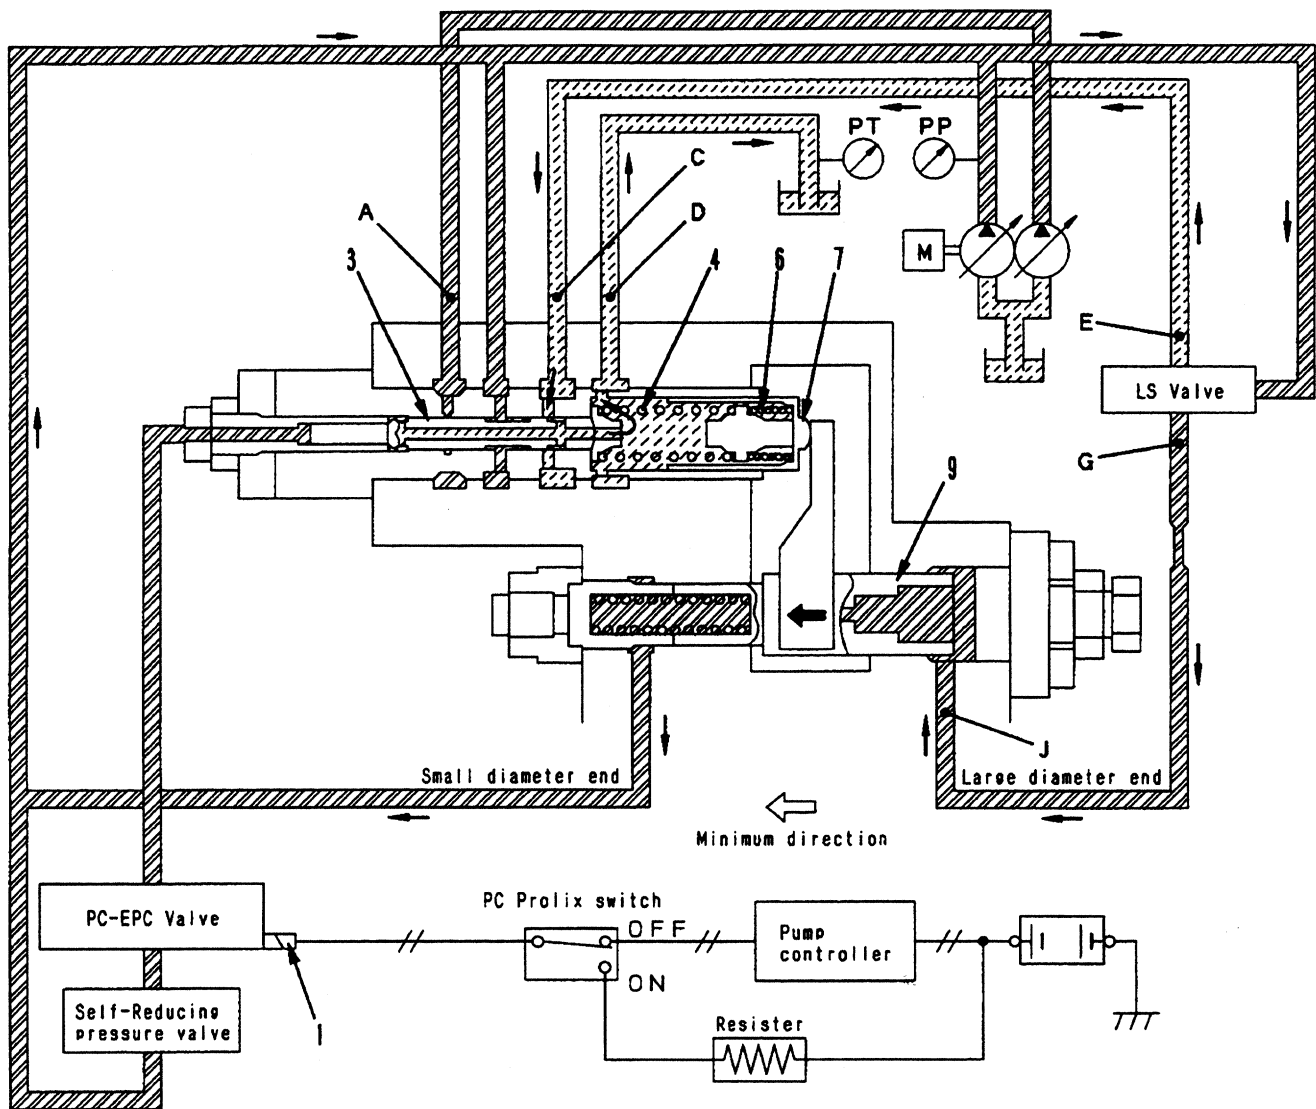 PT
PP
C
A
D
3
4
6
7
M
E
LS Valve
G
9
J
Small diameter end
Large diameter end
Minimum direction
PC-EPC Valve
PC Prolix switch
OFF
ON
Pump
controller
Self-Reducing
pressure valve
1
Resister